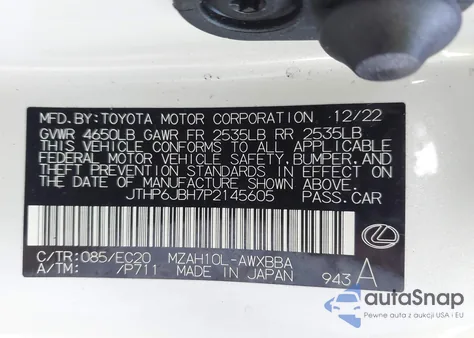 MFD. BY: TOYOTA MOTOR CORPORATION 12/22
GVWR 4650LB GAWR FR 2535LB RR 2535LB
THIS VEHICLE CONFORMS TO ALL APPLICABLE
FEDERAL MOTOR VEHICLE SAFETY, BUMPER, AND
THEFT PREVENTION STANDARDS IN EFFECT ON
THE DATE OF MANUFACTURE SHOWN ABOVE.
JTHP6JBH7P2145605 PASS. CAR
C/TR: 085/EC20 MZAH10L-AWXBBA
A/TM: /P711 MADE IN JAPAN 943 A
autoSnap
Pewne auta z aukcji USA • EU